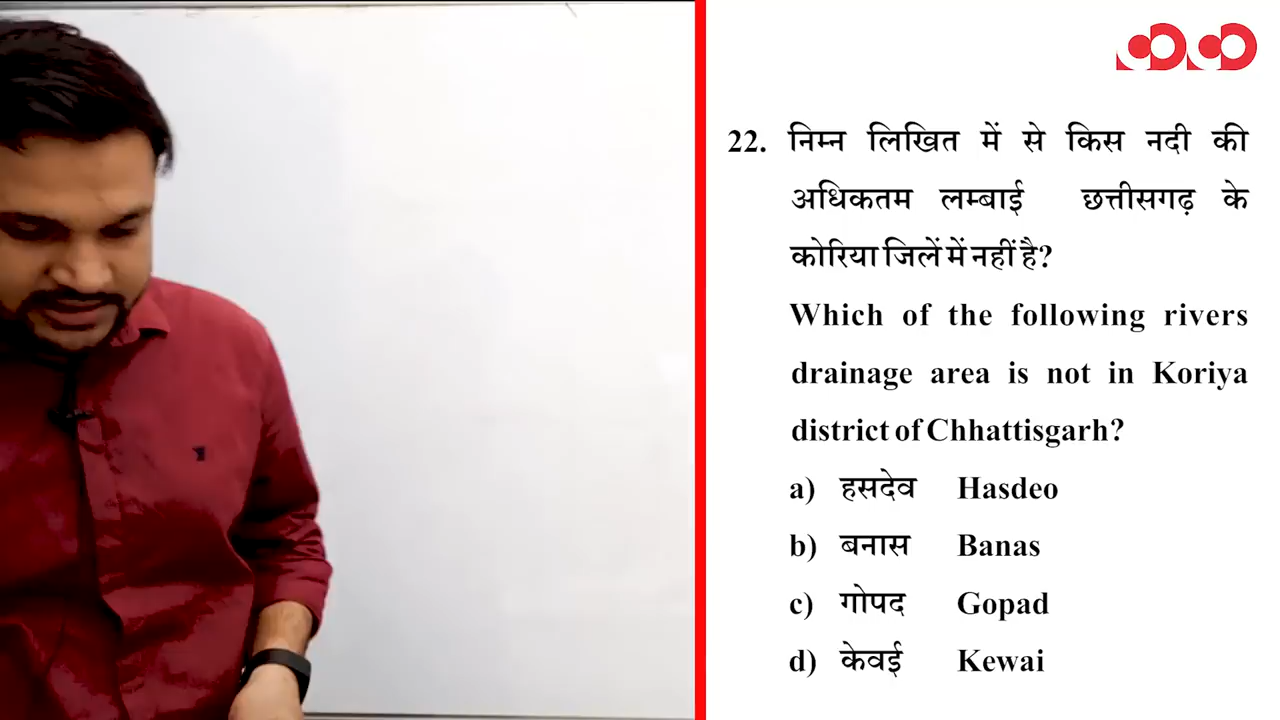 22. निम्न लिखित में से किस नदी की
अधिकतम लम्बाई छत्तीसगढ़ के
कोरिया जिलें में नहीं है?
Which of the following rivers
drainage area is not in Koriya
district of Chhattisgarh?
a) हसदेव Hasdeo
b) बनास Banas
c) गोपद Gopad
d) केवई Kewai